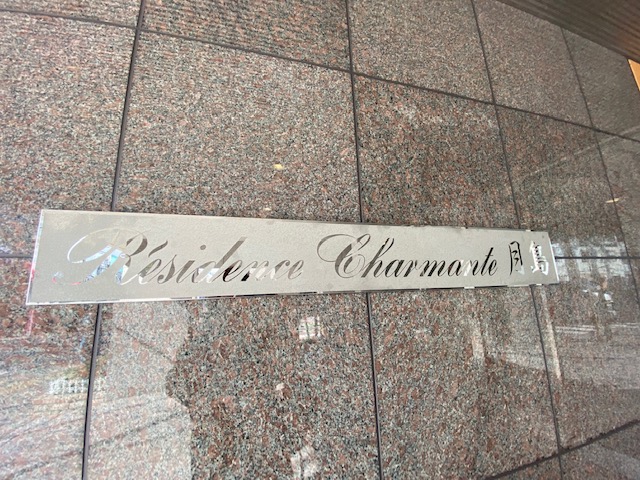 Résidence Charmante 月島